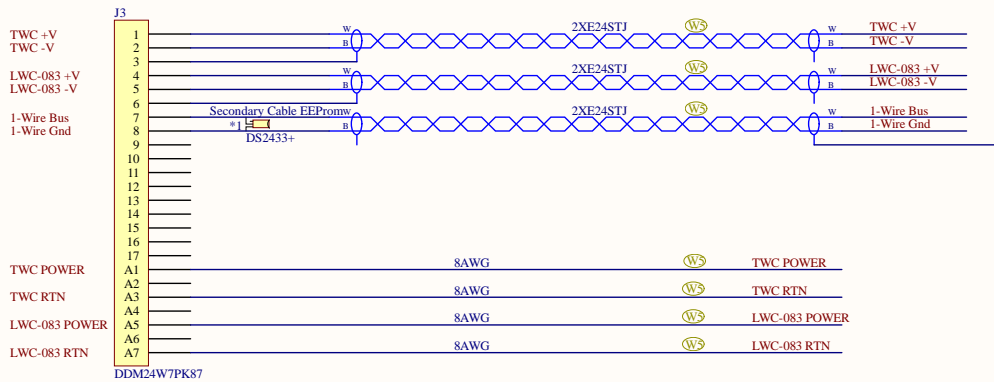 J3
TWC +V 1 W 2XE24STJ W5 W TWC +V
TWC -V 2 B B TWC -V
3
LWC-083 +V 4 W 2XE24STJ W5 W LWC-083 +V
LWC-083 -V 5 B B LWC-083 -V
6
1-Wire Bus 7 Secondary Cable EEProm W 2XE24STJ W5 W 1-Wire Bus
1-Wire Gnd 8 *1 B B 1-Wire Gnd
DS2433+
9
10
11
12
13
14
15
16
17
TWC POWER A1 8AWG W5 TWC POWER
A2
TWC RTN A3 8AWG W5 TWC RTN
A4
LWC-083 POWER A5 8AWG W5 LWC-083 POWER
A6
LWC-083 RTN A7 8AWG W5 LWC-083 RTN
DDM24W7PK87